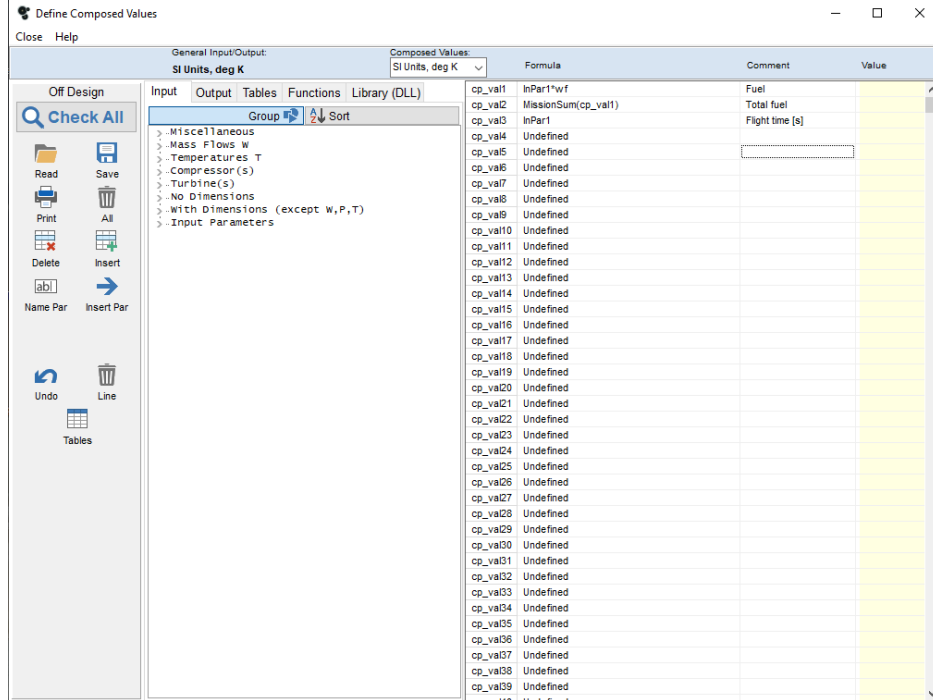 Define Composed Values
Close Help
General Input/Output:
SI Units, deg K
Composed Values:
SI Units, deg K
Formula Comment Value
Off Design
Check All
Read Save
Print All
Delete Insert
ab|
Name Par Insert Par
Undo Line
Tables
Input Output Tables Functions Library (DLL)
Group A Z Sort
Miscellaneous
Mass Flows W
Temperatures T
Compressor(s)
Turbine(s)
No Dimensions
With Dimensions (except W,P,T)
Input Parameters
cp_val1 InPar1*wf Fuel
cp_val2 MissionSum(cp_val1) Total fuel
cp_val3 InPar1 Flight time [s]
cp_val4 Undefined
cp_val5 Undefined
cp_val6 Undefined
cp_val7 Undefined
cp_val8 Undefined
cp_val9 Undefined
cp_val10 Undefined
cp_val11 Undefined
cp_val12 Undefined
cp_val13 Undefined
cp_val14 Undefined
cp_val15 Undefined
cp_val16 Undefined
cp_val17 Undefined
cp_val18 Undefined
cp_val19 Undefined
cp_val20 Undefined
cp_val21 Undefined
cp_val22 Undefined
cp_val23 Undefined
cp_val24 Undefined
cp_val25 Undefined
cp_val26 Undefined
cp_val27 Undefined
cp_val28 Undefined
cp_val29 Undefined
cp_val30 Undefined
cp_val31 Undefined
cp_val32 Undefined
cp_val33 Undefined
cp_val34 Undefined
cp_val35 Undefined
cp_val36 Undefined
cp_val37 Undefined
cp_val38 Undefined
cp_val39 Undefined